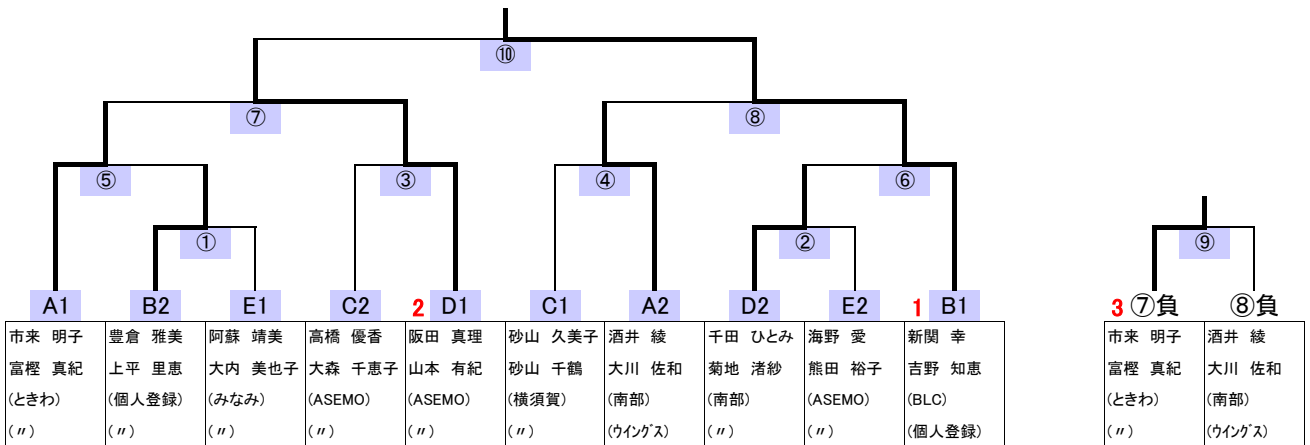 ⑩
⑦ ⑧
⑤ ③ ④ ⑥
① ② ⑨
A1 B2 E1 C2 2 D1 C1 A2 D2 E2 1 B1 3 ⑦負 ⑧負
市来 明子 豊倉 雅美 阿蘇 靖美 高橋 優香 阪田 真理 砂山 久美子 酒井 綾 千田 ひとみ 海野 愛 新関 幸 市来 明子 酒井 綾
富樫 真紀 上平 里恵 大内 美也子 大森 千恵子 山本 有紀 砂山 千鶴 大川 佐和 菊地 渚紗 熊田 裕子 吉野 知恵 富樫 真紀 大川 佐和
(ときわ) (個人登録) (みなみ) (ASEMO) (ASEMO) (横須賀) (南部) (南部) (ASEMO) (BLC) (ときわ) (南部)
(〃) (〃) (〃) (〃) (〃) (〃) (ウイングス) (〃) (〃) (個人登録) (〃) (ウイングス)